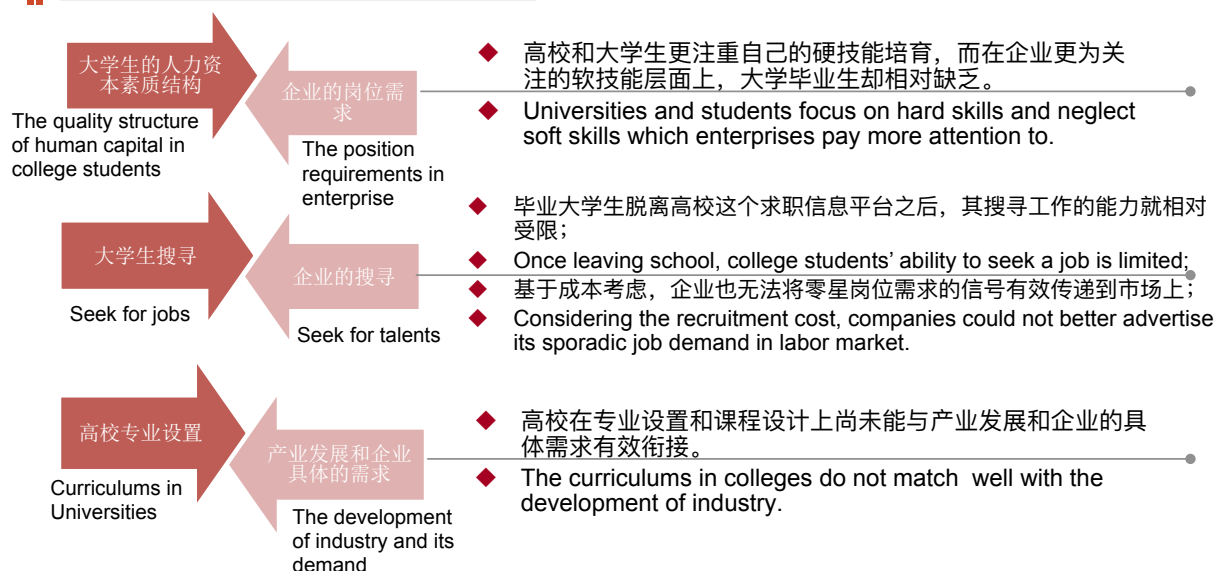 大学生的人力资
本素质结构
企业的岗位需
求
The quality structure
of human capital in
college students
The position
requirements in
enterprise
高校和大学生更注重自己的硬技能培育，而在企业更为关
注的软技能层面上，大学毕业生却相对缺乏。
Universities and students focus on hard skills and neglect
soft skills which enterprises pay more attention to.
大学生搜寻
企业的搜寻
Seek for jobs
Seek for talents
毕业大学生脱离高校这个求职信息平台之后，其搜寻工作的能力就相对
受限；
Once leaving school, college students’ ability to seek a job is limited;
基于成本考虑，企业也无法将零星岗位需求的信号有效传递到市场上；
Considering the recruitment cost, companies could not better advertise
its sporadic job demand in labor market.
高校专业设置
产业发展和企业
具体的需求
Curriculums in
Universities
The development
of industry and its
demand
高校在专业设置和课程设计上尚未能与产业发展和企业的具
体需求有效衔接。
The curriculums in colleges do not match  well with the
development of industry.